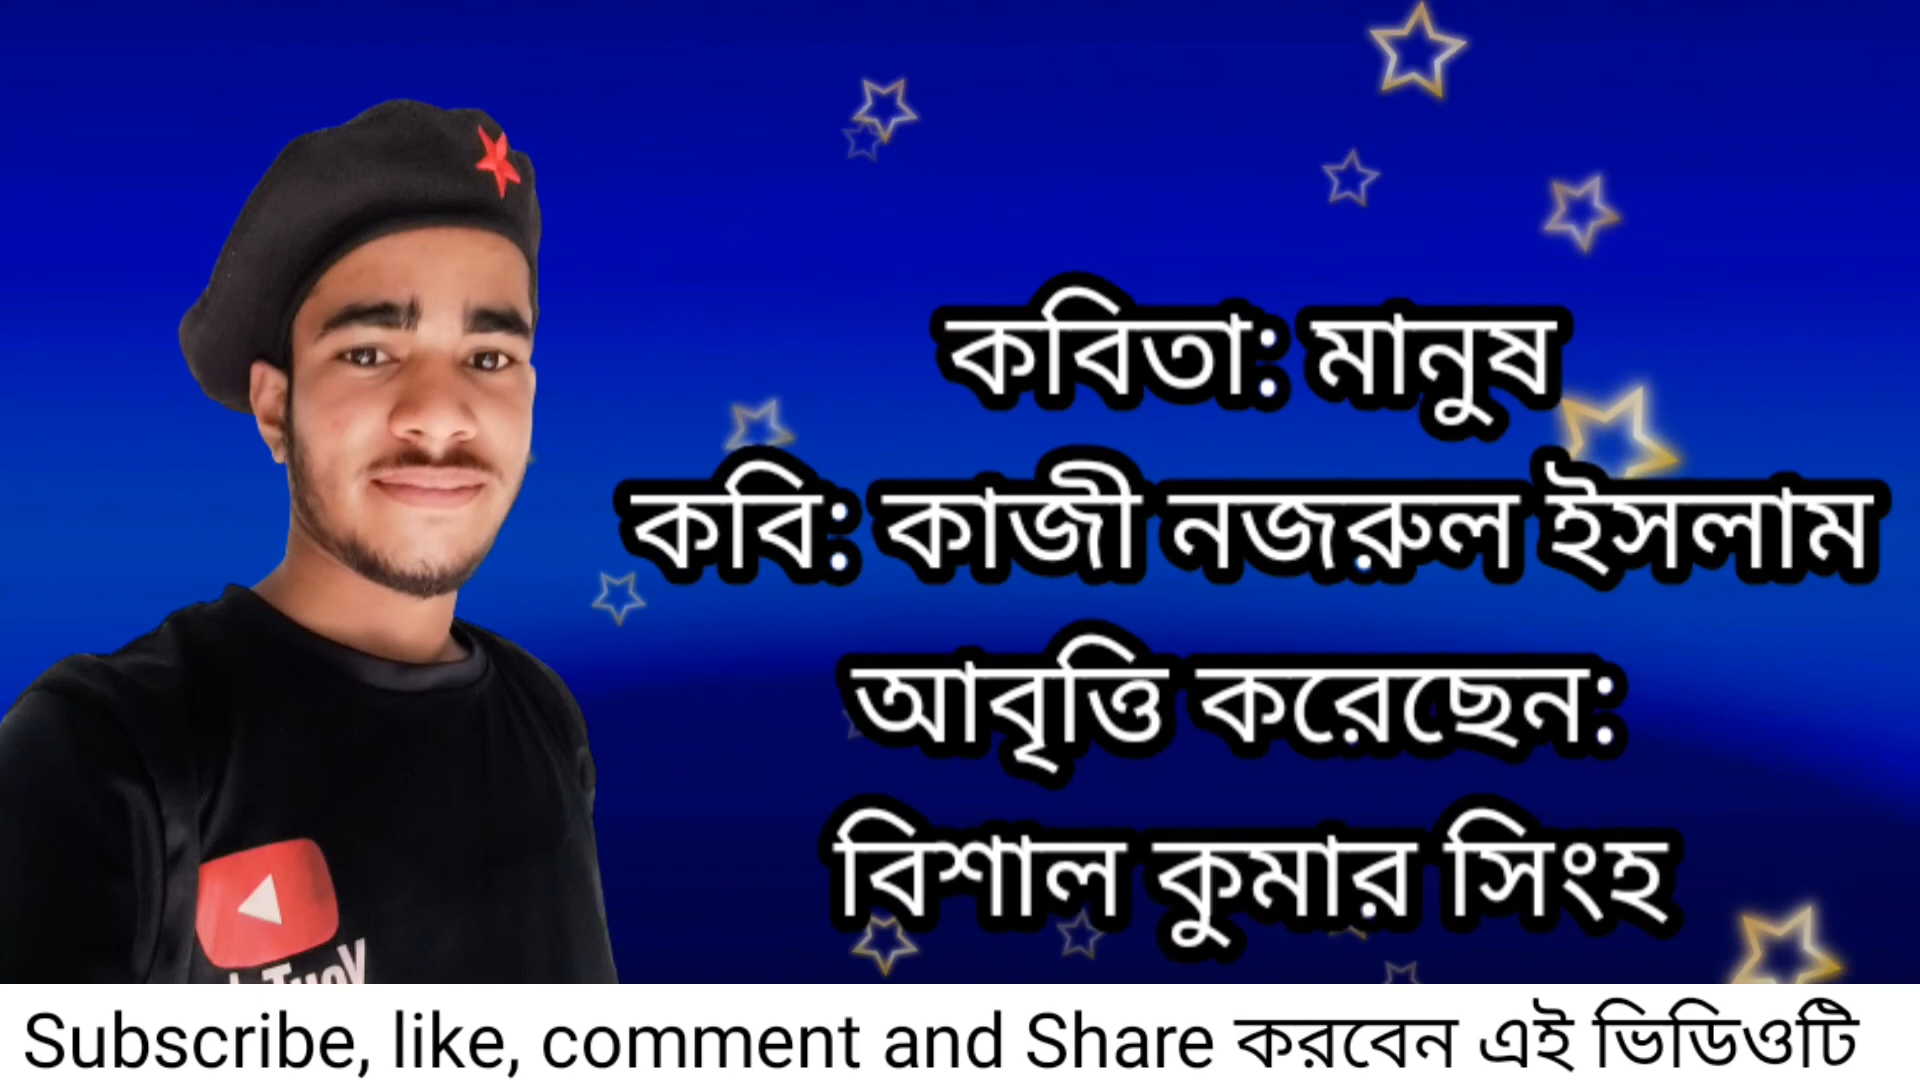 কবিতা: মানুষ
কবি: কাজী নজরুল ইসলাম
আবৃত্তি করেছেন:
বিশাল কুমার সিংহ
Subscribe, like, comment and Share করবেন এই ভিডিওটি